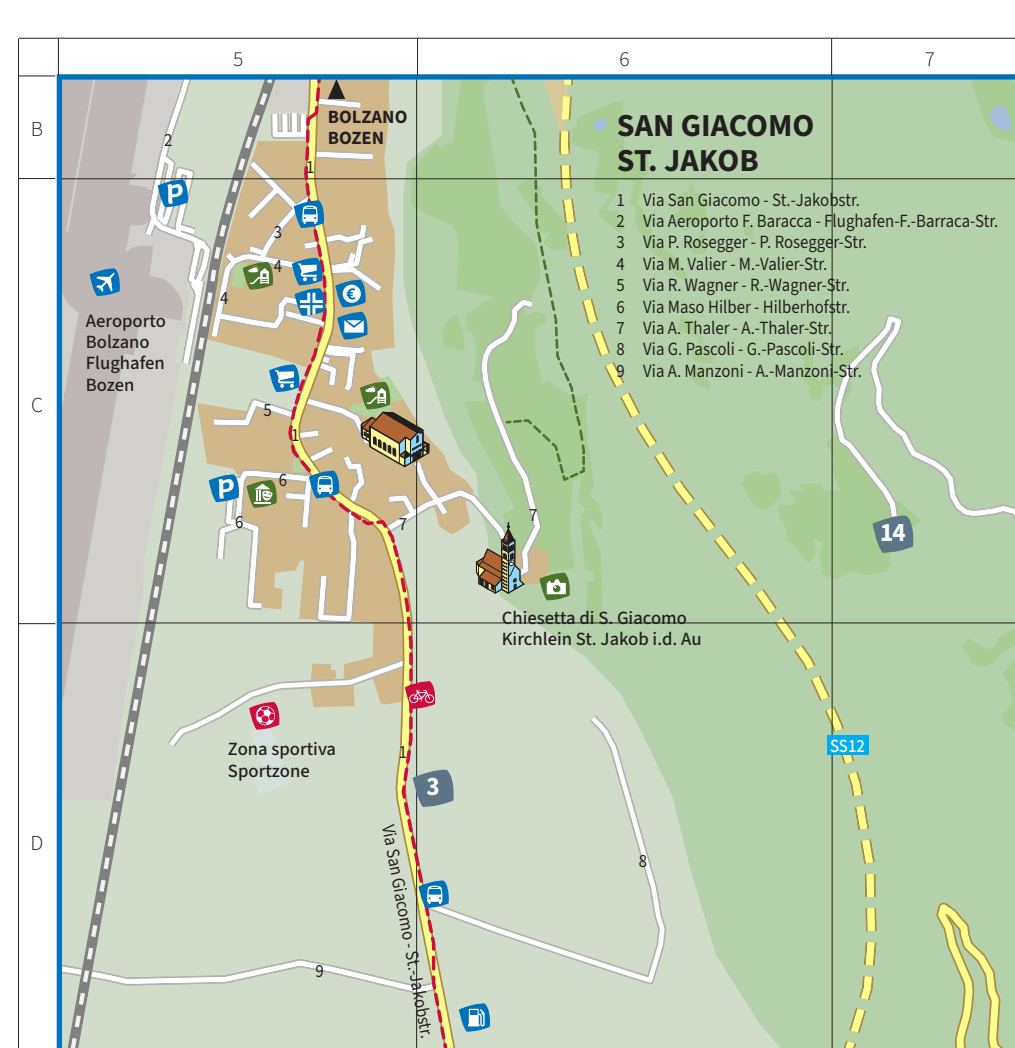 5 6 7
B
BOLZANO
BOZEN
SAN GIACOMO
ST. JAKOB
2
P
1
1 Via San Giacomo - St.-Jakobstr.
2 Via Aeroporto F. Baracca - Flughafen-F.-Barraca-Str.
3 Via P. Rosegger - P. Rosegger-Str.
4 Via M. Valier - M.-Valier-Str.
5 Via R. Wagner - R.-Wagner-Str.
6 Via Maso Hilber - Hilberhofstr.
7 Via A. Thaler - A.-Thaler-Str.
8 Via G. Pascoli - G.-Pascoli-Str.
9 Via A. Manzoni - A.-Manzoni-Str.
3
4
4
€
Aeroporto
Bolzano
Flughafen
Bozen
C
5
1
6
P
6
7
7
14
Chiesetta di S. Giacomo
Kirchlein St. Jakob i.d. Au
Zona sportiva
Sportzone
1
SS12
3
D
8
Via San Giacomo - St.-Jakobstr.
9